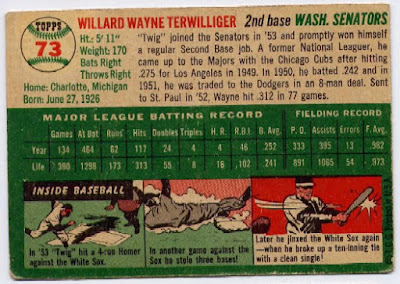 TOPPS
73
WILLARD WAYNE TERWILLIGER 2nd base WASH. SENATORS
Ht.: 5' 11"
Weight: 170
Bats Right
Throws Right
Home: Charlotte, Michigan
Born: June 27, 1926
"Twig" joined the Senators in '53 and promptly won himself
a regular Second Base job. A former National Leaguer, he
came up to the Majors with the Chicago Cubs after hitting
.275 for Los Angeles in 1949. In 1950, he batted .242 and in
1951, he was traded to the Dodgers in an 8-man deal. Then
Sent to St. Paul in '52, Wayne hit .312 in 77 games.
MAJOR LEAGUE BATTING RECORD FIELDING RECORD
Games At Bat Runs Hits Doubles Triples H.R. R.B.I. B. Avg. P.O. Assists Errors F. Avg.
Year 134 464 62 117 4 4 46 .252 333 395 .982
Life 390 1298 173 313 55 8 .241 1065 54 .973
INSIDE BASEBALL
In '53 "Twig" hit a 4-run Homer
against the White Sox.
In another game against the
Sox he stole three bases!
Later he jinxed the White Sox again
—when he broke up a ten-inning tie
with a clean single!